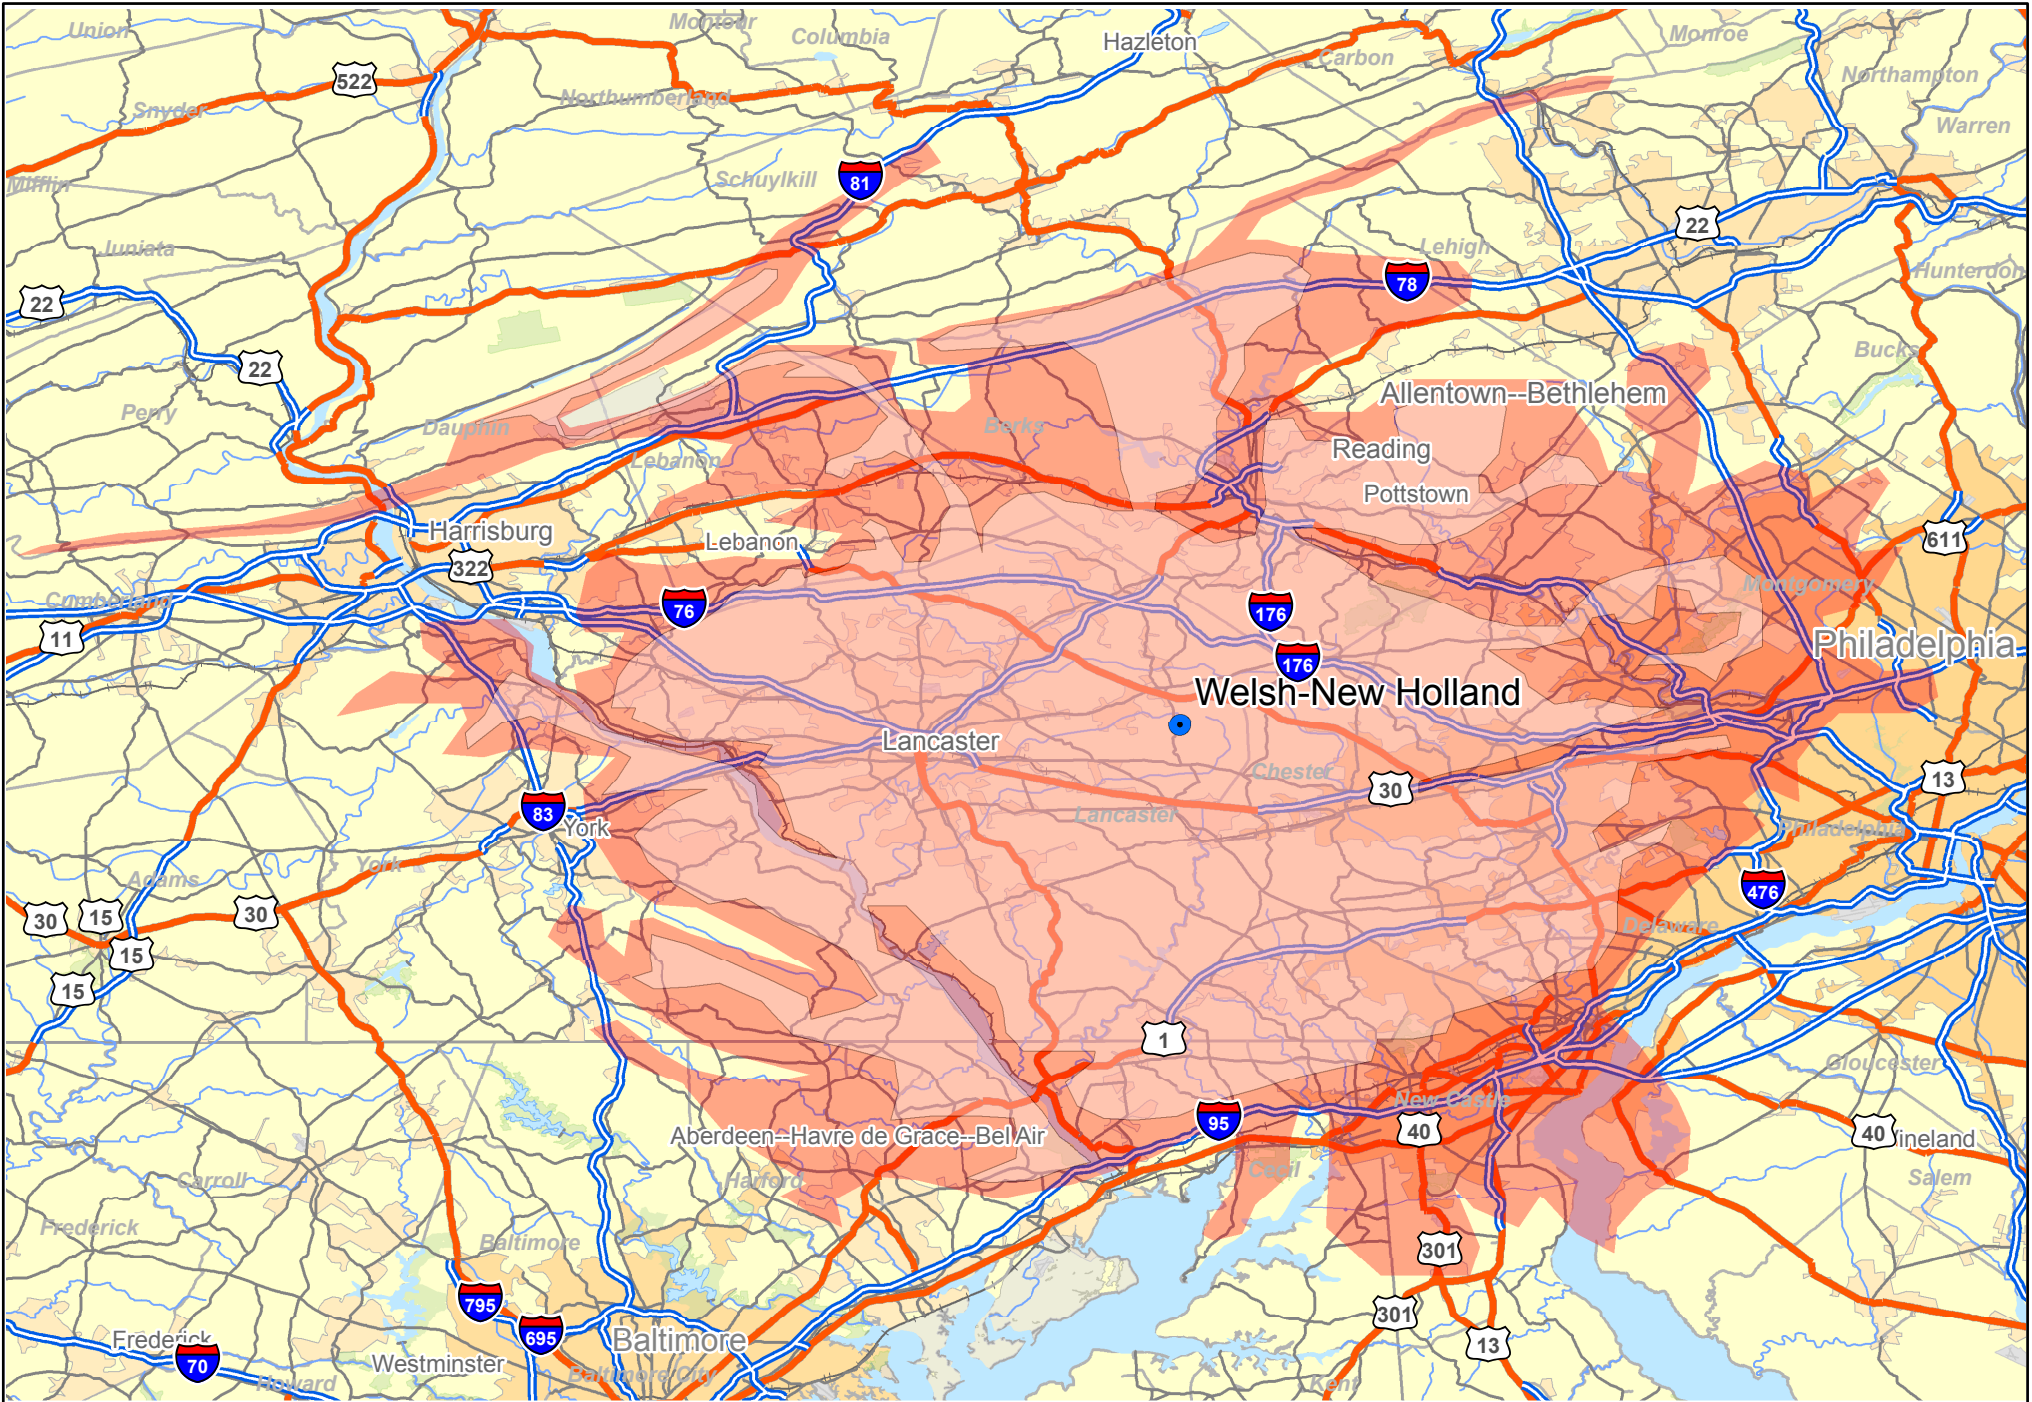 Union
Montour
Columbia
Hazleton
Carbon
Monroe
Northampton
522
Snyder
Northumberland
Warren
Mifflin
Schuylkill
81
22
Juniata
Lehigh
Hunterdon
22
78
22
Bucks
Perry
Dauphin
Berks
Allentown--Bethlehem
Lebanon
Reading
Pottstown
Harrisburg
Lebanon
611
322
Cumberland
76
176
Montgomery
11
176
Philadelphia
Welsh-New Holland
Lancaster
Chester
30
13
83
York
Lancaster
Philadelphia
York
Adams
476
30
15
30
Delaware
15
15
1
Gloucester
New Castle
95
40
40
ineland
Aberdeen--Havre de Grace--Bel Air
Carroll
Harford
Cecil
Salem
Frederick
Baltimore
301
795
301
695
Baltimore
13
Frederick
70
Westminster
Baltimore City
Howard
Kent